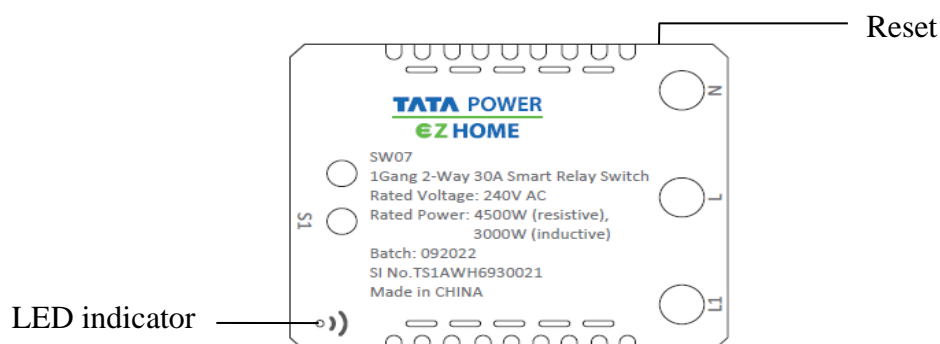 Reset
TATA POWER
EZ HOME
N
SW07
1Gang 2-Way 30A Smart Relay Switch
Rated Voltage: 240V AC
L
Rated Power: 4500W (resistive),
3000W (inductive)
S1
Batch: 092022
SI No.TS1AWH6930021
Made in CHINA
L1
LED indicator